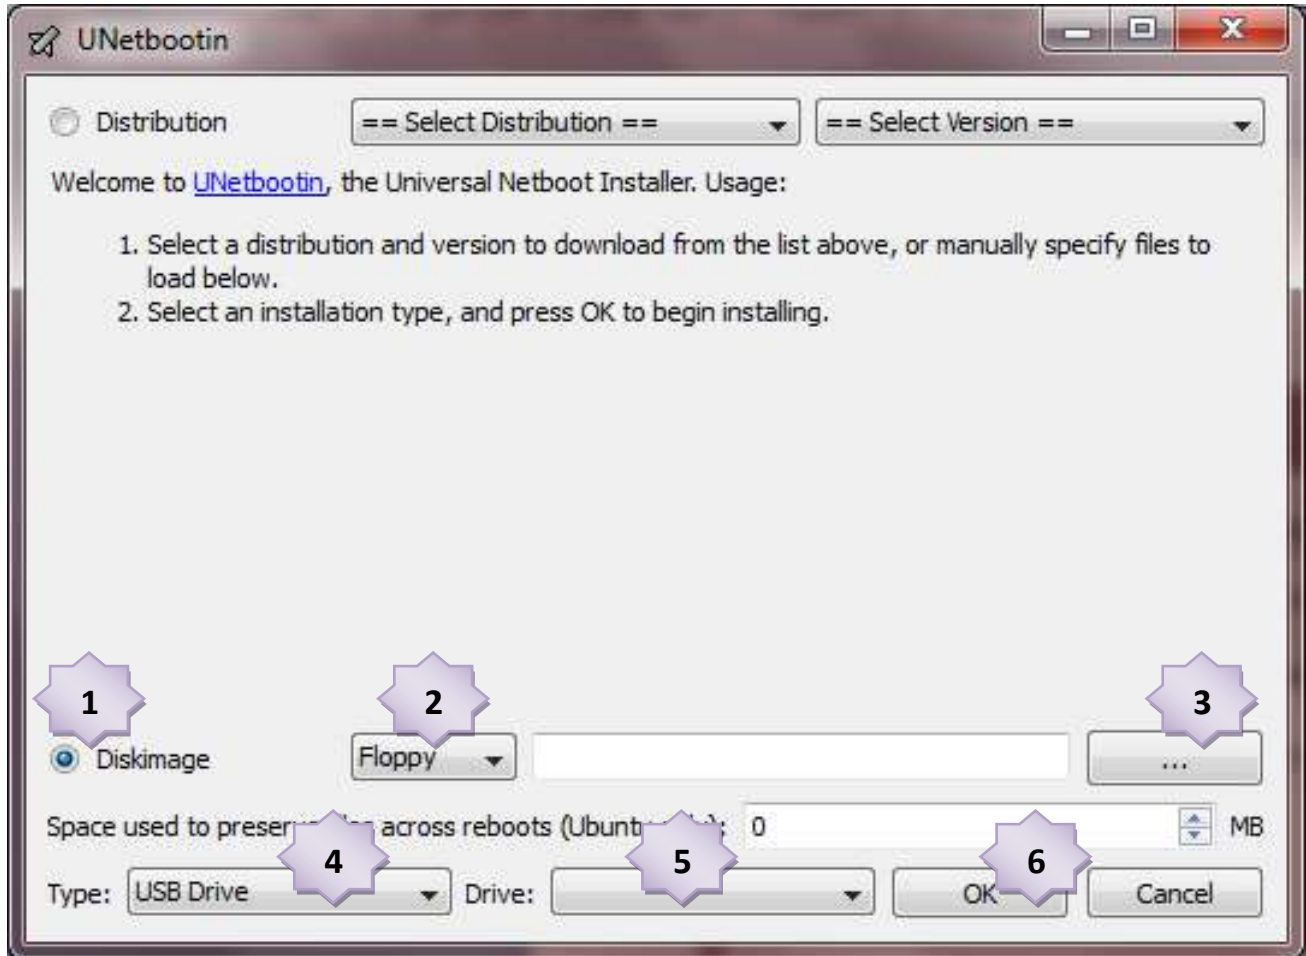 UNetbootin
Distribution == Select Distribution == == Select Version ==
Welcome to UNetbootin, the Universal Netboot Installer. Usage:
1. Select a distribution and version to download from the list above, or manually specify files to
load below.
2. Select an installation type, and press OK to begin installing.
1 2 3
Diskimage Floppy ...
Space used to preserve across reboots (Ubuntu 0 MB
4 5 6
Type: USB Drive Drive: OK Cancel